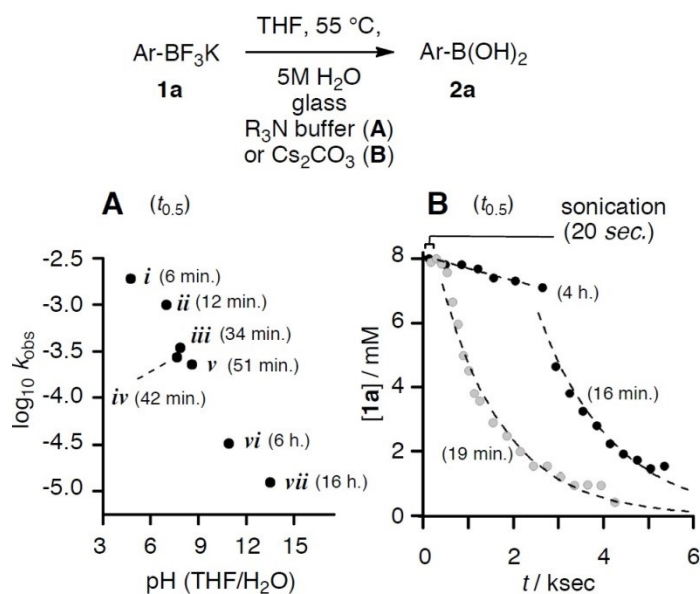 THF, 55 °C,
Ar-BF₃K Ar-B(OH)₂
1a 5M H₂O 2a
glass
R₃N buffer (A)
or Cs₂CO₃ (B)
A (t₀.₅) B (t₀.₅) sonication
(20 sec.)
-2.5
-3.0
-3.5
-4.0
-4.5
-5.0
log₁₀ k_obs
i (6 min.)
ii (12 min.)
iii (34 min.)
v (51 min.)
iv (42 min.)
vi (6 h.)
vii (16 h.)
3 6 9 12 15
pH (THF/H₂O)
8
6
4
2
0
[1a] / mM
(4 h.)
(16 min.)
(19 min.)
0 2 4 6
t / ksec